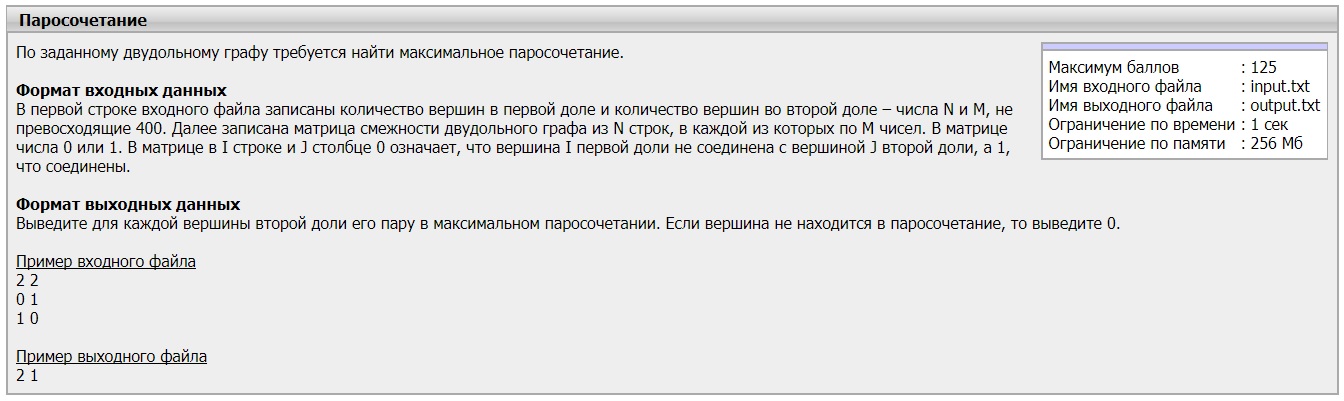 Паросочетание
По заданному двудольному графу требуется найти максимальное паросочетание.
Максимум баллов : 125
Имя входного файла : input.txt
Имя выходного файла : output.txt
Ограничение по времени : 1 сек
Ограничение по памяти : 256 Мб
Формат входных данных
В первой строке входного файла записаны количество вершин в первой доле и количество вершин во второй доле – числа N и M, не
превосходящие 400. Далее записана матрица смежности двудольного графа из N строк, в каждой из которых по M чисел. В матрице
числа 0 или 1. В матрице в I строке и J столбце 0 означает, что вершина I первой доли не соединена с вершиной J второй доли, а 1,
что соединены.
Формат выходных данных
Выведите для каждой вершины второй доли его пару в максимальном паросочетании. Если вершина не находится в паросочетание, то выведите 0.
Пример входного файла
2 2
0 1
1 0
Пример выходного файла
2 1